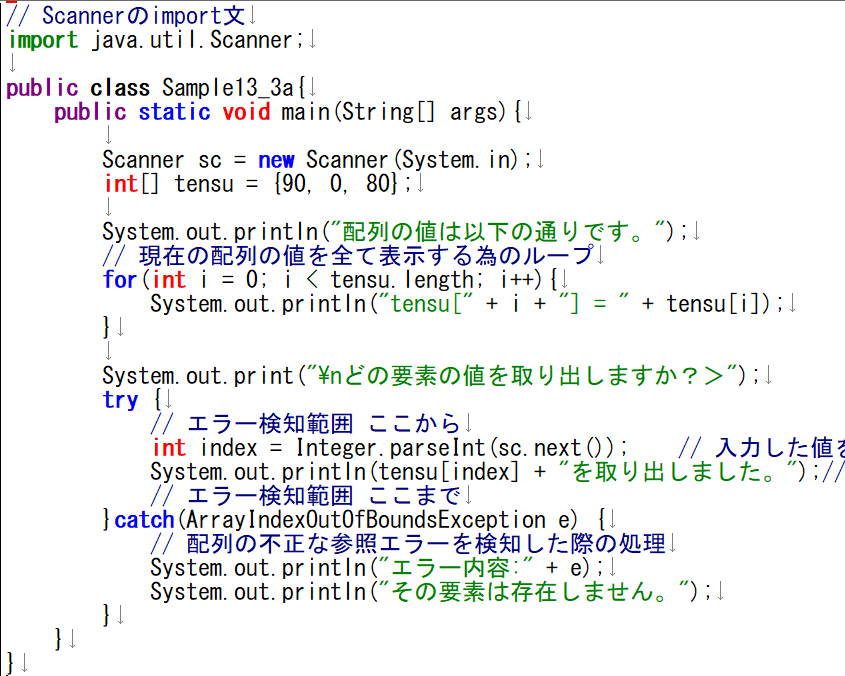 // Scannerのimport文↓
import java.util.Scanner;↓
↓
public class Sample13_3a{↓
    public static void main(String[] args){↓
        ↓
        Scanner sc = new Scanner(System.in);↓
        int[] tensu = {90, 0, 80};↓
        ↓
        System.out.println("配列の値は以下の通りです。");↓
        // 現在の配列の値を全て表示する為のループ↓
        for(int i = 0; i < tensu.length; i++){↓
            System.out.println("tensu[" + i + "] = " + tensu[i]);↓
        }↓
        ↓
        System.out.print("¥nどの要素の値を取り出しますか？＞");↓
        try {↓
            // エラー検知範囲 ここから↓
            int index = Integer.parseInt(sc.next());    // 入力した値を
            System.out.println(tensu[index] + "を取り出しました。");//
            // エラー検知範囲 ここまで↓
        }catch(ArrayIndexOutOfBoundsException e) {↓
            // 配列の不正な参照エラーを検知した際の処理↓
            System.out.println("エラー内容:" + e);↓
            System.out.println("その要素は存在しません。");↓
        }↓
    }↓
}↓